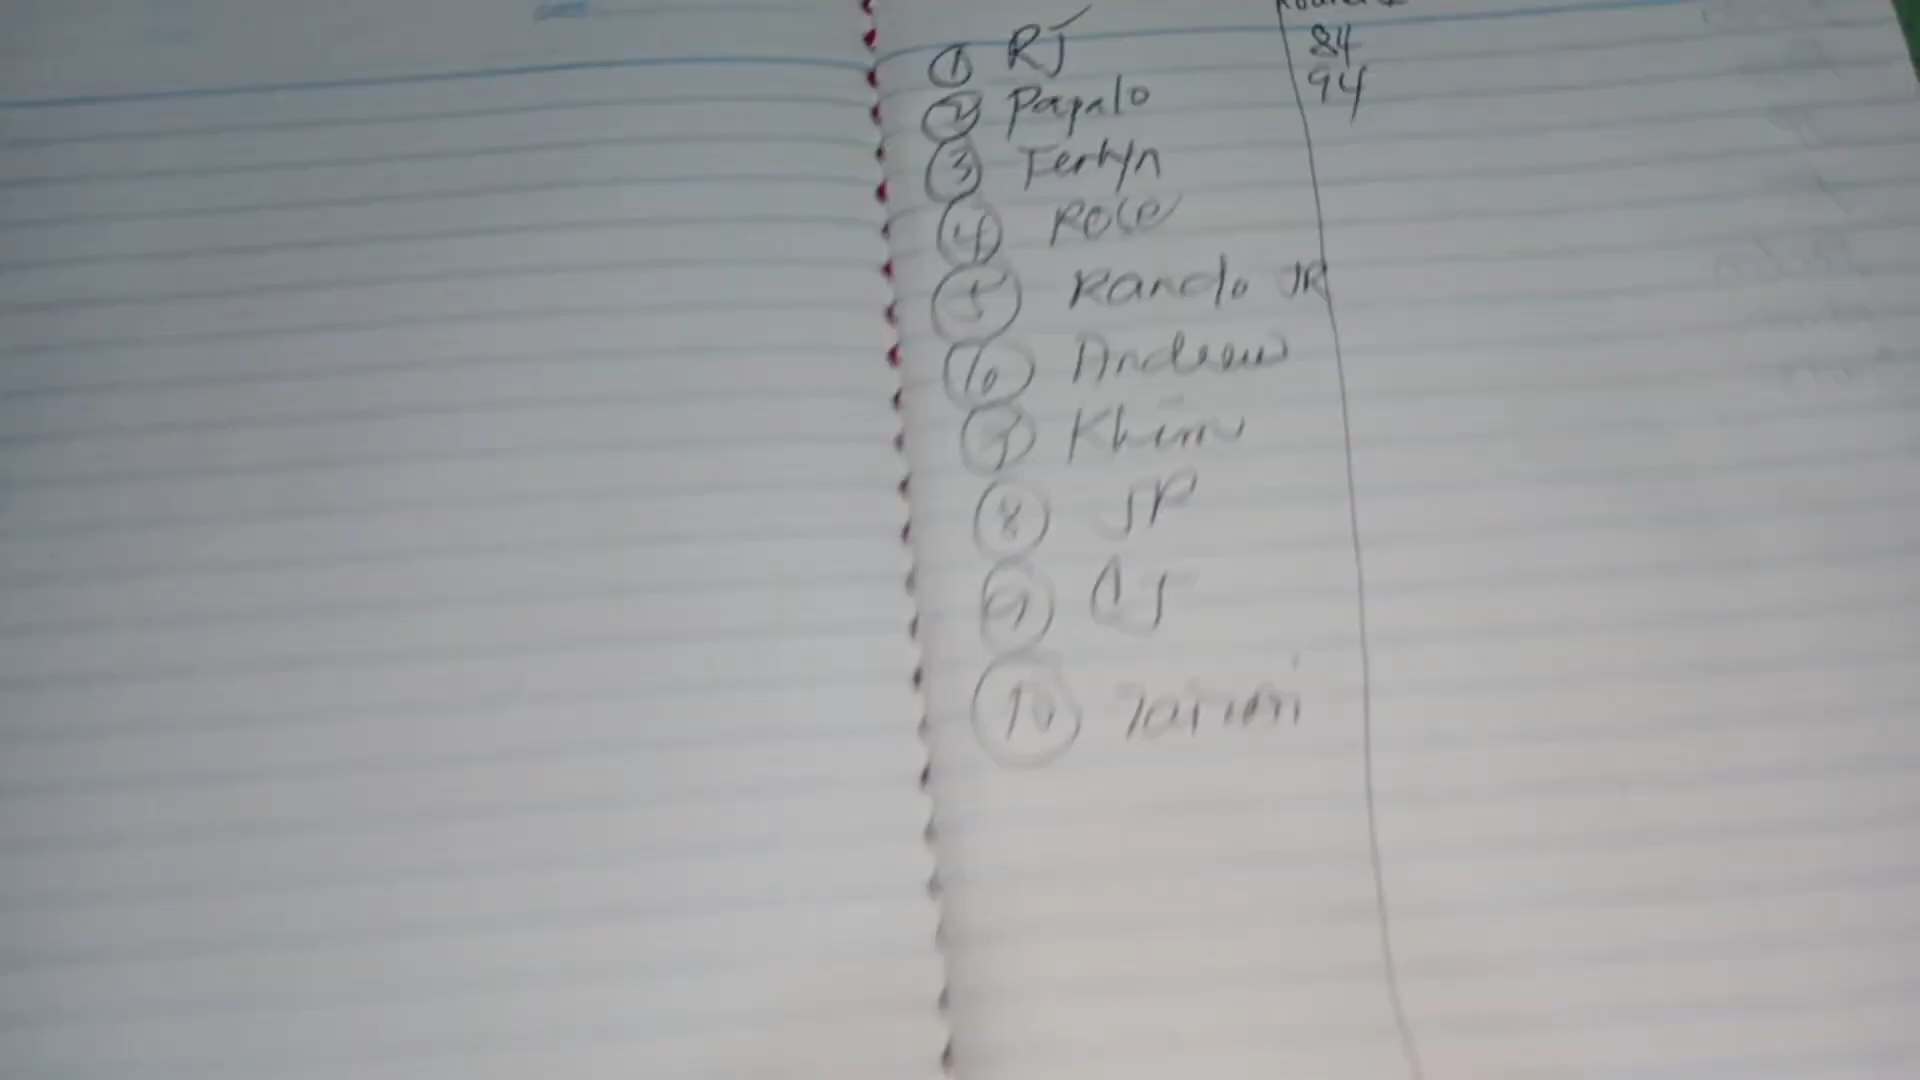 ① RJ 84
② Papalo 94
③ Ferlyn
④ Role
⑤ Rando JR
⑥ Andrew
⑦ Khim
⑧ JP
⑨ CJ
⑩